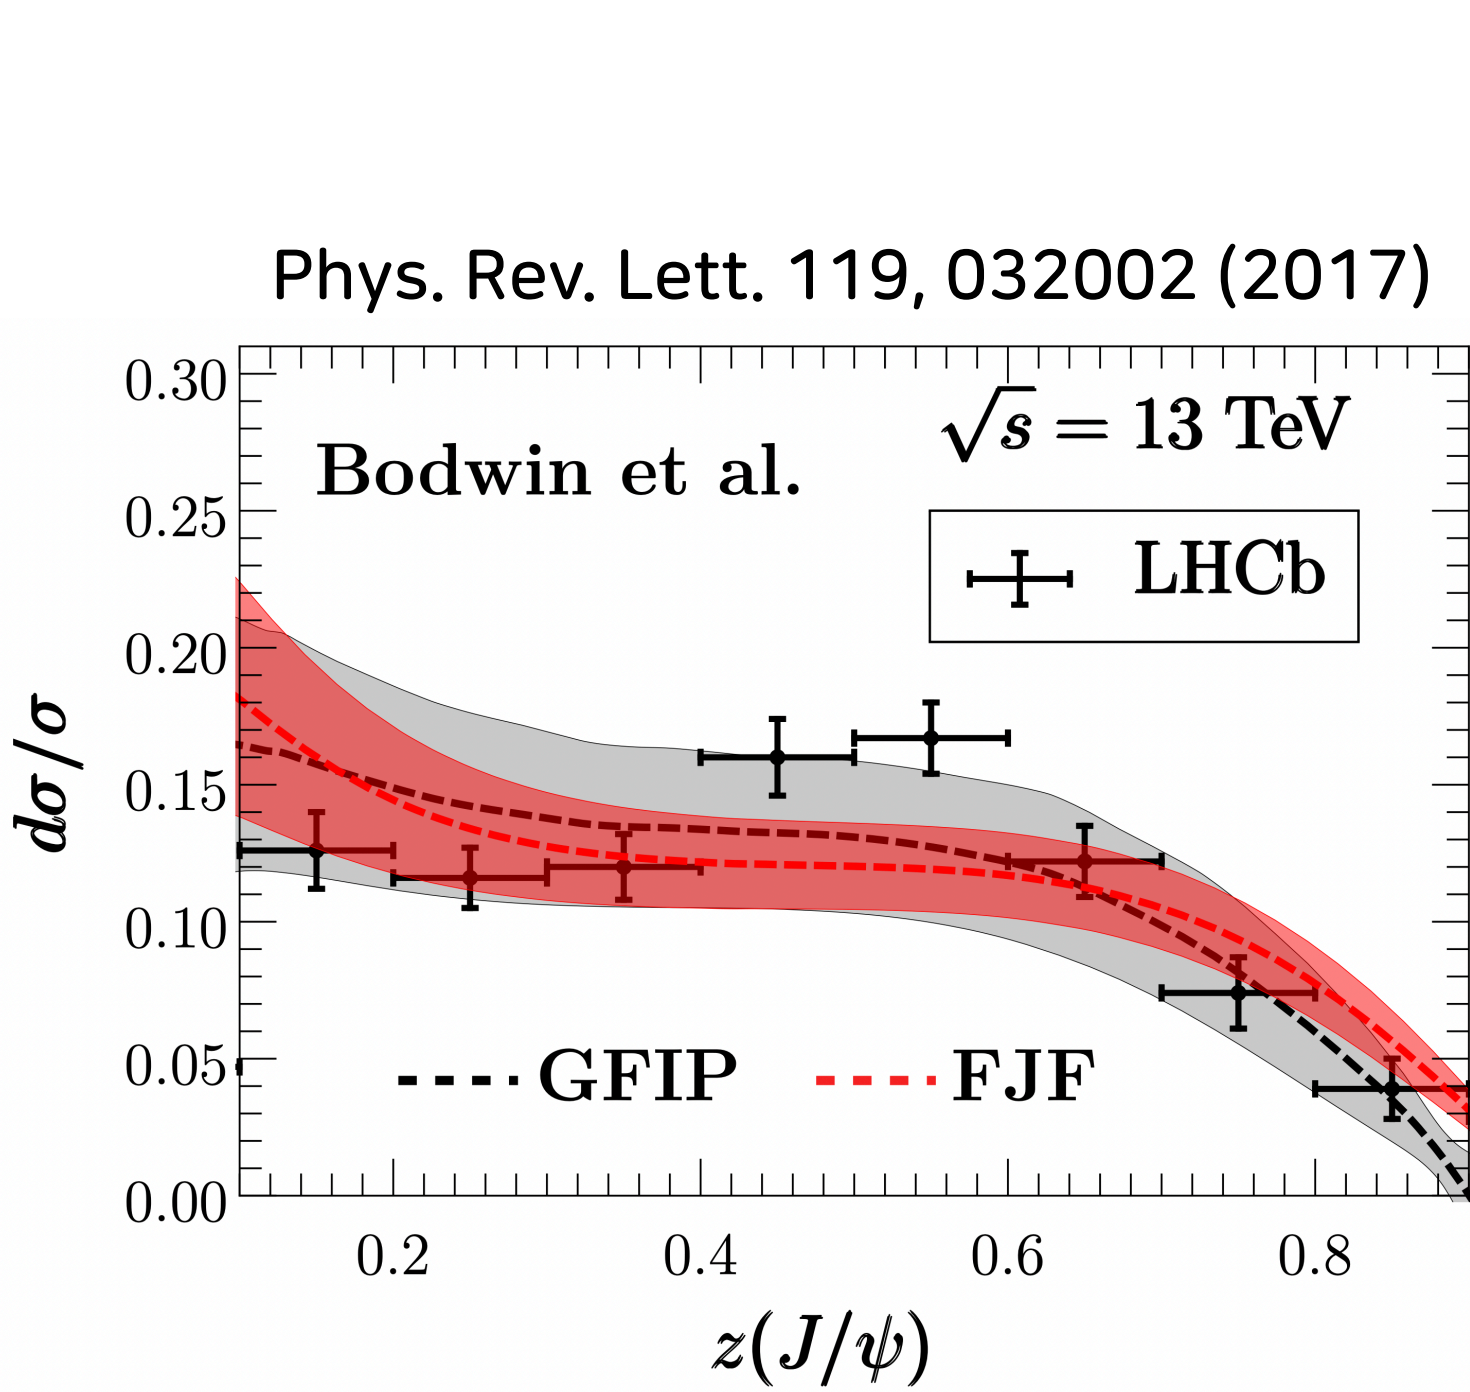 Phys. Rev. Lett. 119, 032002 (2017)
0.30
√s = 13 TeV
Bodwin et al.
0.25
LHCb
0.20
dσ/σ
0.15
0.10
0.05
GFIP
FJF
0.00
0.2 0.4 0.6 0.8
z(J/ψ)